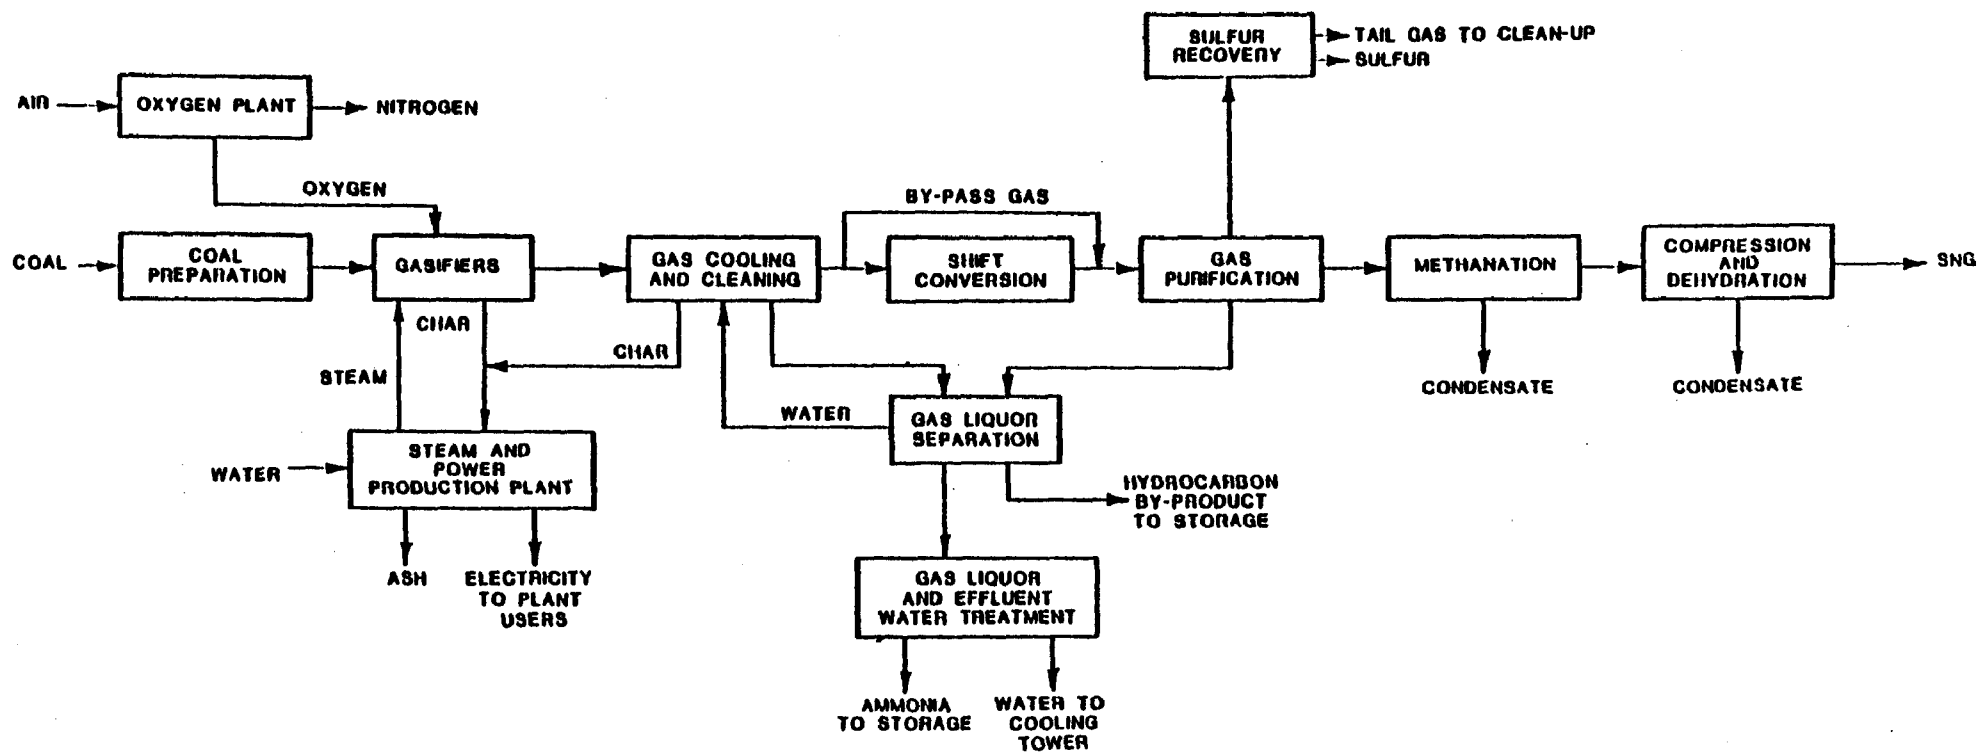 SULFUR
RECOVERY
TAIL GAS TO CLEAN-UP
SULFUR
AIR
OXYGEN PLANT
NITROGEN
OXYGEN
BY-PASS GAS
COAL
COAL
PREPARATION
GASIFIERS
GAS COOLING
AND CLEANING
SHIFT
CONVERSION
GAS
PURIFICATION
METHANATION
COMPRESSION
AND
DEHYDRATION
SNG
CHAR
CHAR
STEAM
CONDENSATE
CONDENSATE
WATER
GAS LIQUOR
SEPARATION
WATER
STEAM AND
POWER
PRODUCTION PLANT
HYDROCARBON
BY-PRODUCT
TO STORAGE
ASH
ELECTRICITY
TO PLANT
USERS
GAS LIQUOR
AND EFFLUENT
WATER TREATMENT
AMMONIA
TO STORAGE
WATER TO
COOLING
TOWER